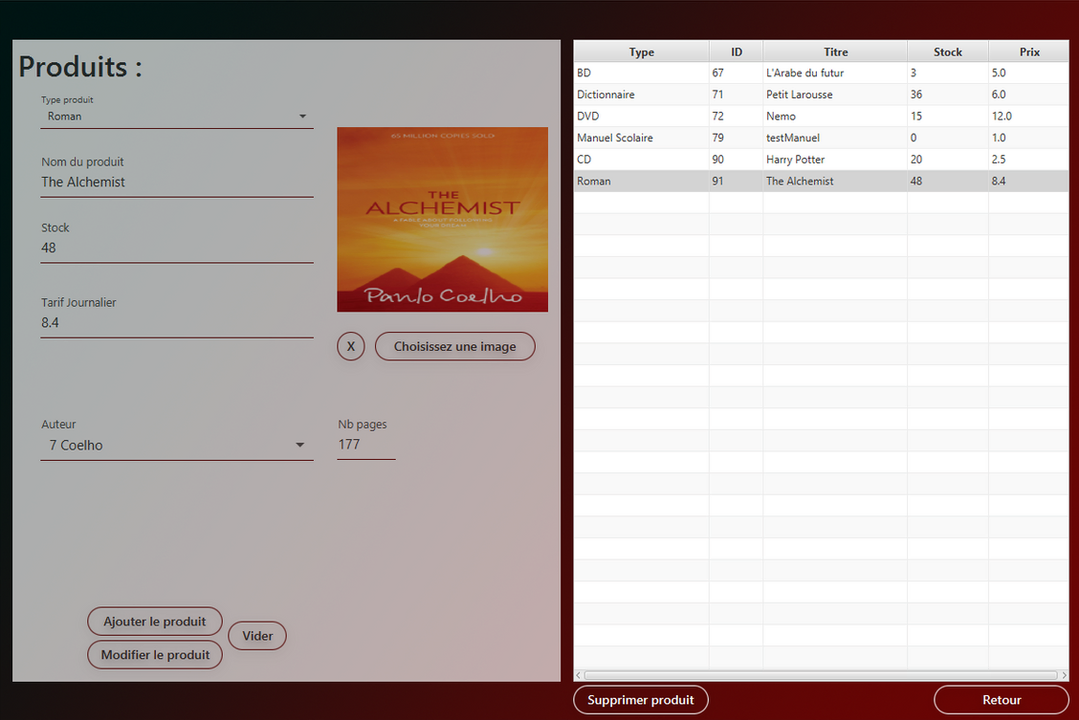 Produits :
Type produit
Roman
Nom du produit
The Alchemist
Stock
48
Tarif Journalier
8.4
65 MILLION COPIES SOLD
THE
ALCHEMIST
A FABLE ABOUT FOLLOWING
YOUR DREAM
Paulo Coelho
X
Choisissez une image
Auteur
7 Coelho
Nb pages
177
Ajouter le produit
Modifier le produit
Vider
Type ID Titre Stock Prix
BD 67 L'Arabe du futur 3 5.0
Dictionnaire 71 Petit Larousse 36 6.0
DVD 72 Nemo 15 12.0
Manuel Scolaire 79 testManuel 0 1.0
CD 90 Harry Potter 20 2.5
Roman 91 The Alchemist 48 8.4
Supprimer produit
Retour